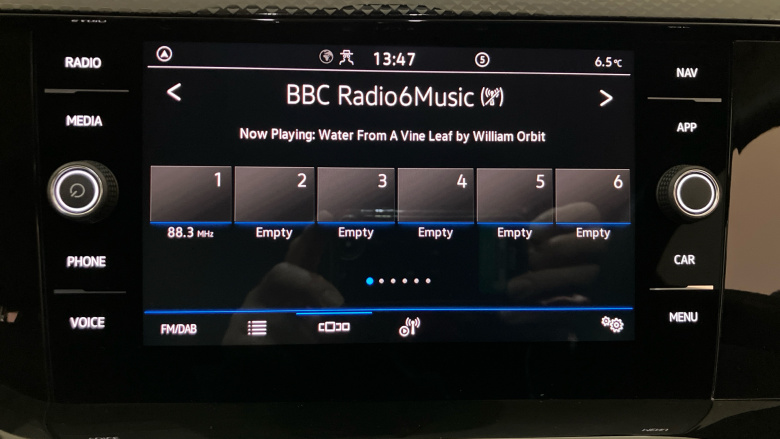 13:47
5
6.5°C
RADIO
NAV
BBC Radio6Music
MEDIA
APP
Now Playing: Water From A Vine Leaf by William Orbit
1 2 3 4 5 6
88.3 MHz Empty Empty Empty Empty Empty
PHONE
CAR
VOICE
MENU
FM/DAB